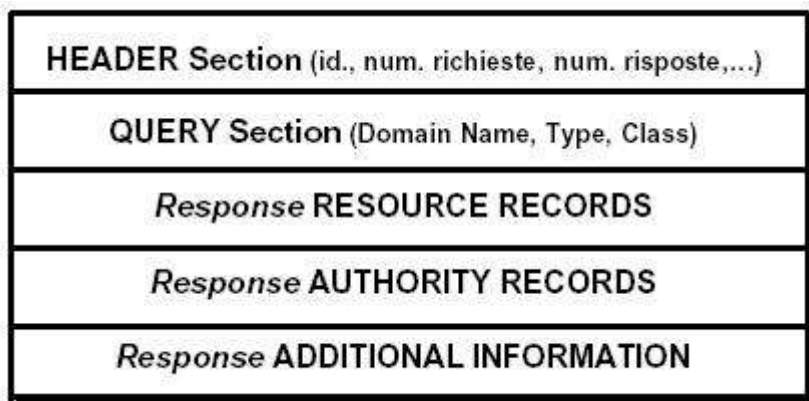 HEADER Section (id., num. richieste, num. risposte,...)
QUERY Section (Domain Name, Type, Class)
Response RESOURCE RECORDS
Response AUTHORITY RECORDS
Response ADDITIONAL INFORMATION